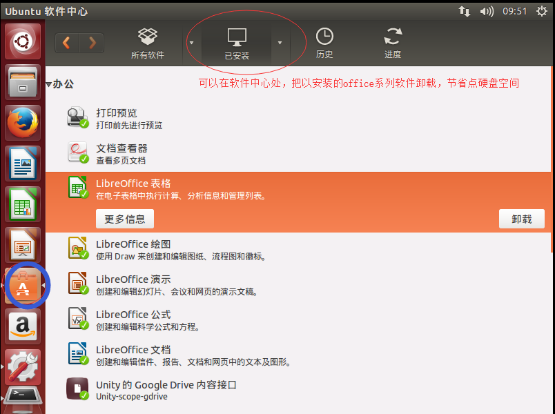 Ubuntu 软件中心
09:51
所有软件
已安装
历史
进度
可以在软件中心处，把以安装的office系列软件卸载，节省点硬盘空间
办公
打印预览
打印前先进行预览
文档查看器
查看多页文档
LibreOffice 表格
在电子表格中执行计算、分析信息和管理列表。
更多信息
卸载
LibreOffice 绘图
使用 Draw 来创建和编辑图纸、流程图和徽标。
LibreOffice 演示
创建和编辑幻灯片、会议和网页的演示文稿。
LibreOffice 公式
创建和编辑科学公式和方程。
LibreOffice 文档
创建和编辑信件、报告、文档和网页中的文本及图形。
Unity 的 Google Drive 内容接口
Unity-scope-gdrive